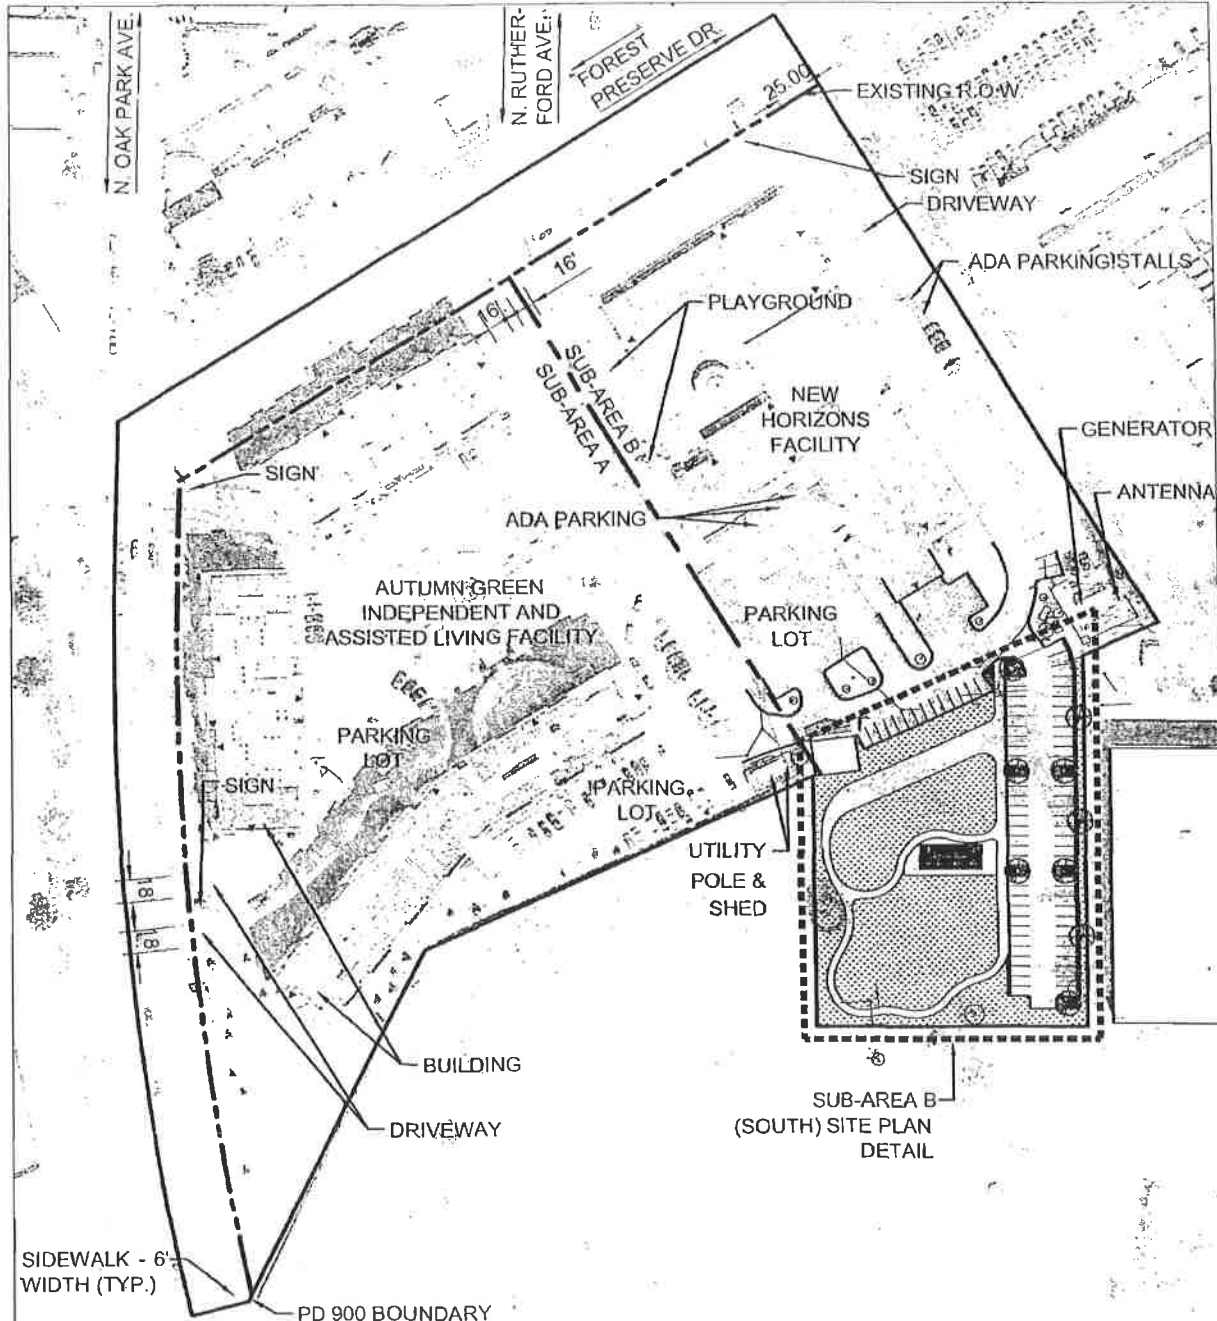 N. OAK PARK AVE.
N. RUTHER-
FORD AVE.
FOREST
PRESERVE DR.
25.00
EXISTING R.O.W.
SIGN
DRIVEWAY
ADA PARKING STALLS
16'
16'
PLAYGROUND
SUB-AREA B
SUB-AREA A
NEW
HORIZONS
FACILITY
GENERATOR
ANTENNA
SIGN
ADA PARKING
AUTUMN GREEN
INDEPENDENT AND
ASSISTED LIVING FACILITY
PARKING
LOT
PARKING
LOT
SIGN
PARKING
LOT
UTILITY
POLE &
SHED
18'
18'
BUILDING
DRIVEWAY
SUB-AREA B
(SOUTH) SITE PLAN
DETAIL
SIDEWALK - 6'
WIDTH (TYP.)
PD 900 BOUNDARY